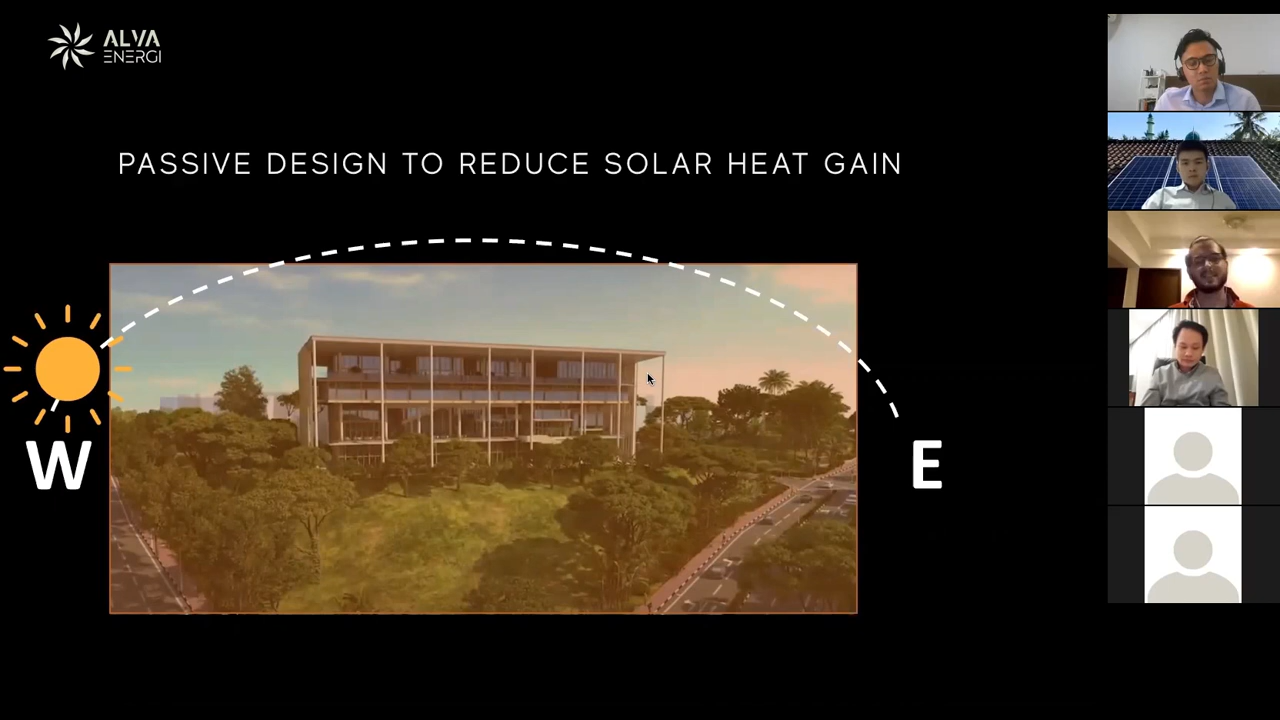 ALVA
ENERGI
PASSIVE DESIGN TO REDUCE SOLAR HEAT GAIN
W
E